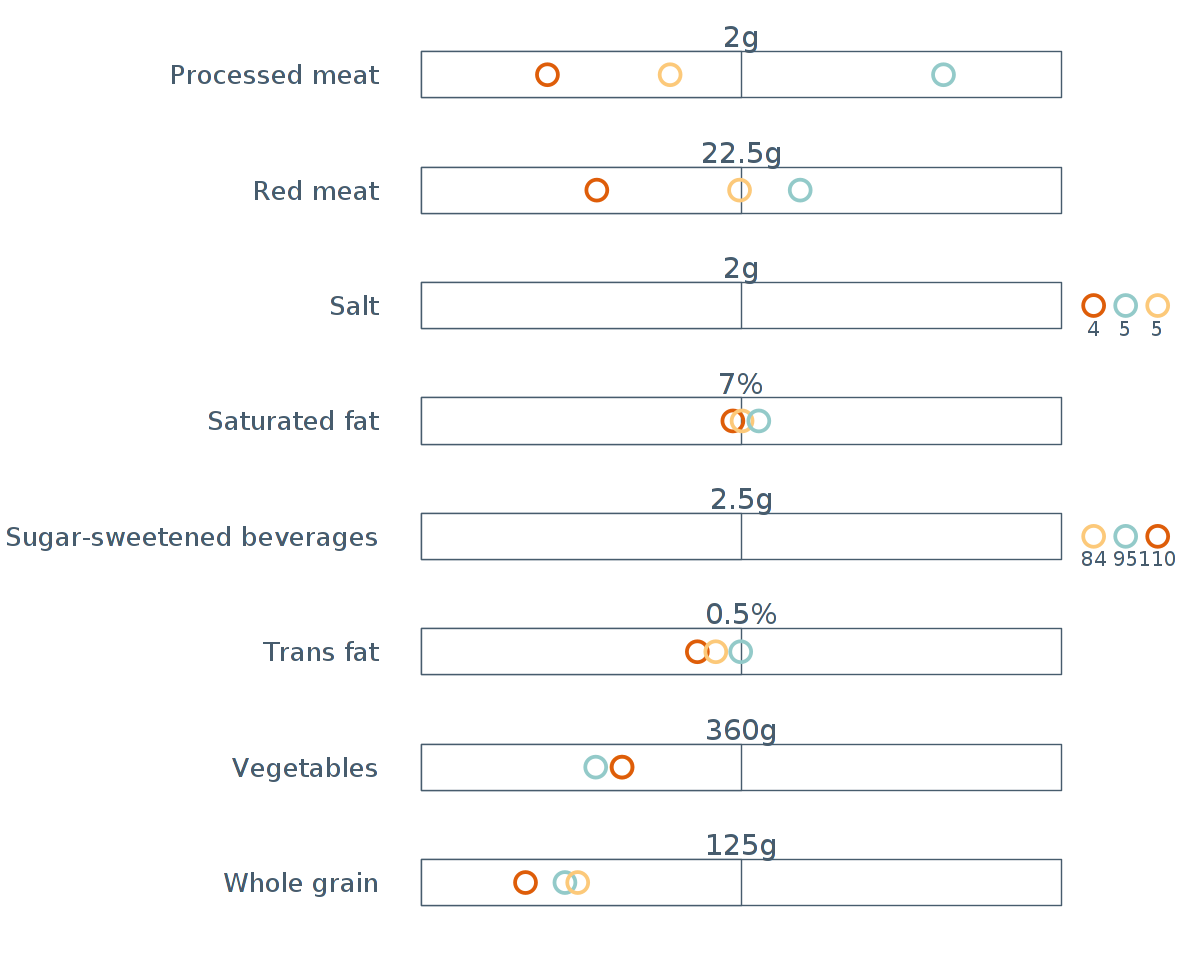 2g
Processed meat
22.5g
Red meat
2g
Salt
4 5 5
7%
Saturated fat
2.5g
Sugar-sweetened beverages
84 95 110
0.5%
Trans fat
360g
Vegetables
125g
Whole grain